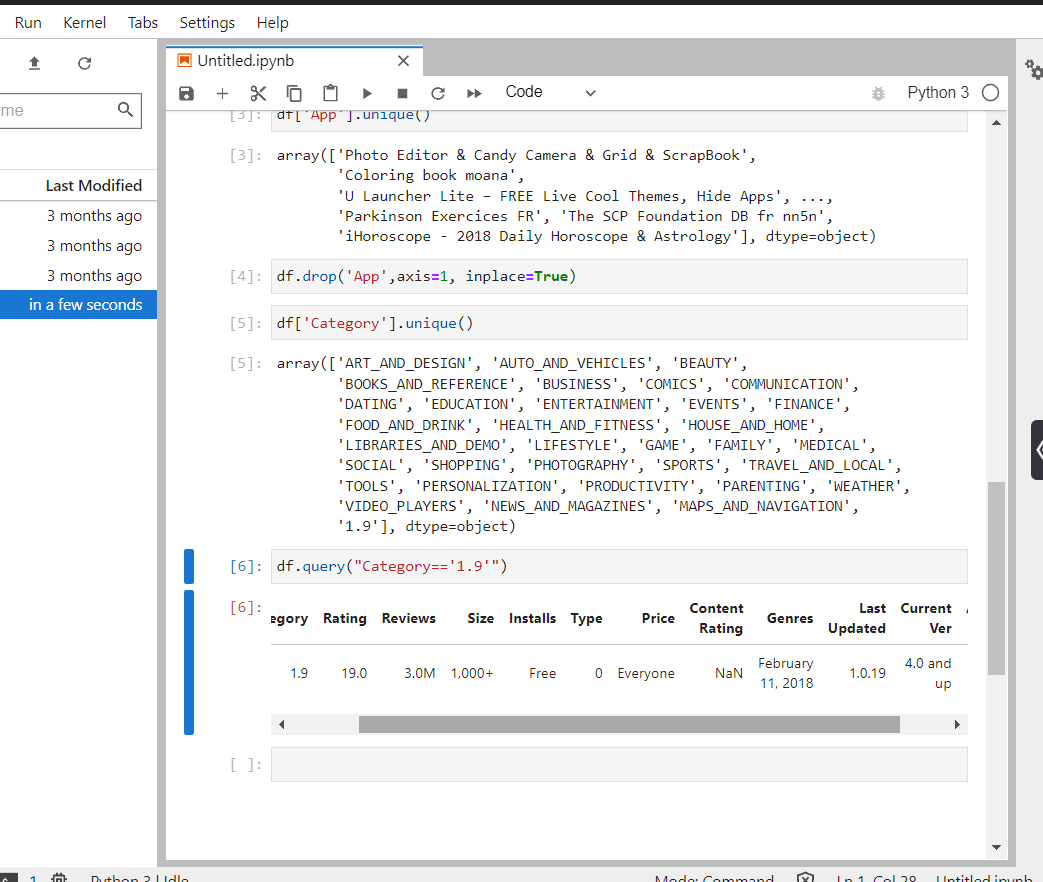 Run Kernel Tabs Settings Help
Untitled.ipynb
Code
Python 3
me
Last Modified
3 months ago
3 months ago
3 months ago
in a few seconds
[3]: df['App'].unique()
[3]: array(['Photo Editor & Candy Camera & Grid & ScrapBook',
'Coloring book moana',
'U Launcher Lite – FREE Live Cool Themes, Hide Apps', ...,
'Parkinson Exercices FR', 'The SCP Foundation DB fr nn5n',
'iHoroscope - 2018 Daily Horoscope & Astrology'], dtype=object)
[4]: df.drop('App',axis=1, inplace=True)
[5]: df['Category'].unique()
[5]: array(['ART_AND_DESIGN', 'AUTO_AND_VEHICLES', 'BEAUTY',
'BOOKS_AND_REFERENCE', 'BUSINESS', 'COMICS', 'COMMUNICATION',
'DATING', 'EDUCATION', 'ENTERTAINMENT', 'EVENTS', 'FINANCE',
'FOOD_AND_DRINK', 'HEALTH_AND_FITNESS', 'HOUSE_AND_HOME',
'LIBRARIES_AND_DEMO', 'LIFESTYLE', 'GAME', 'FAMILY', 'MEDICAL',
'SOCIAL', 'SHOPPING', 'PHOTOGRAPHY', 'SPORTS', 'TRAVEL_AND_LOCAL',
'TOOLS', 'PERSONALIZATION', 'PRODUCTIVITY', 'PARENTING', 'WEATHER',
'VIDEO_PLAYERS', 'NEWS_AND_MAGAZINES', 'MAPS_AND_NAVIGATION',
'1.9'], dtype=object)
[6]: df.query("Category=='1.9'")
[6]:
egory Rating Reviews Size Installs Type Price Content Rating Genres Last Updated Current Ver
1.9 19.0 3.0M 1,000+ Free 0 Everyone NaN February 11, 2018 1.0.19 4.0 and up
[ ]:
1 Python 3 | Idle Mode: Command Ln 1, Col 28 Untitled.ipynb